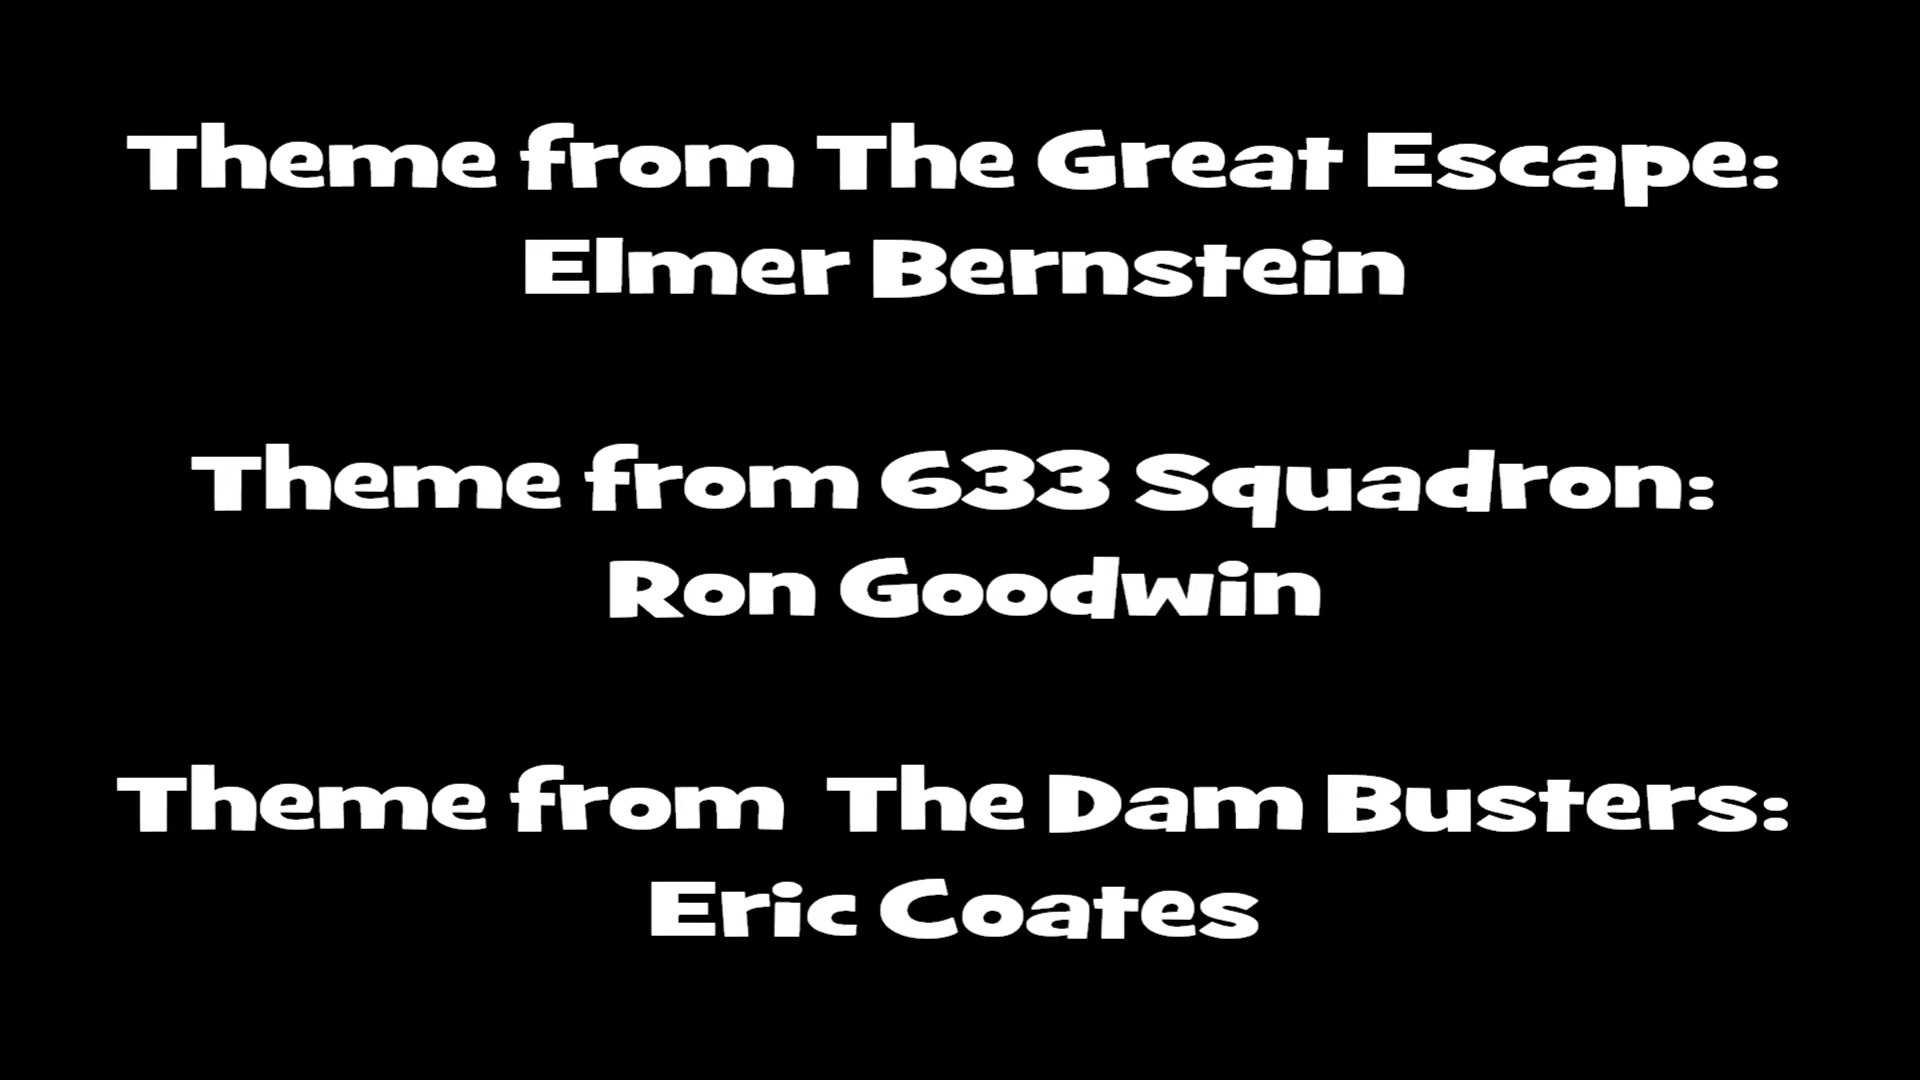 Theme from The Great Escape:
Elmer Bernstein
Theme from 633 Squadron:
Ron Goodwin
Theme from The Dam Busters:
Eric Coates